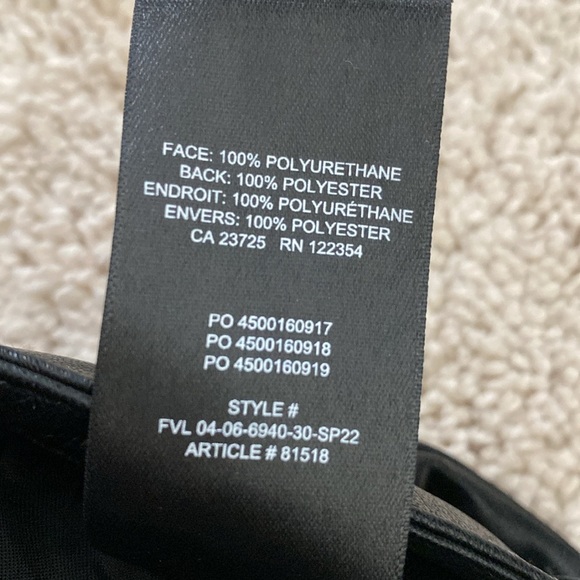 FACE: 100% POLYURETHANE
BACK: 100% POLYESTER
ENDROIT: 100% POLYURÉTHANE
ENVERS: 100% POLYESTER
CA 23725 RN 122354
PO 4500160917
PO 4500160918
PO 4500160919
STYLE #
FVL 04-06-6940-30-SP22
ARTICLE # 81518